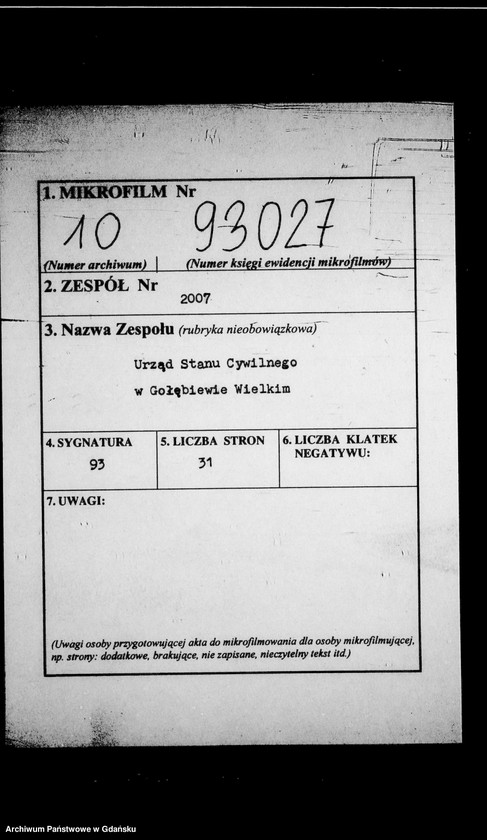 1. MIKROFILM Nr
10 93027
(Numer archiwum) (Numer księgi ewidencji mikrofilmów)
2. ZESPÓŁ Nr
2007
3. Nazwa Zespołu (rubryka nieobowiązkowa)
Urząd Stanu Cywilnego
w Gołębiewie Wielkim
4. SYGNATURA
93
5. LICZBA STRON
31
6. LICZBA KLATEK
NEGATYWU:
7. UWAGI:
(Uwagi osoby przygotowującej akta do mikrofilmowania dla osoby mikrofilmującej,
np. strony: dodatkowe, brakujące, nie zapisane, nieczytelny tekst itd.)
Archiwum Państwowe w Gdańsku